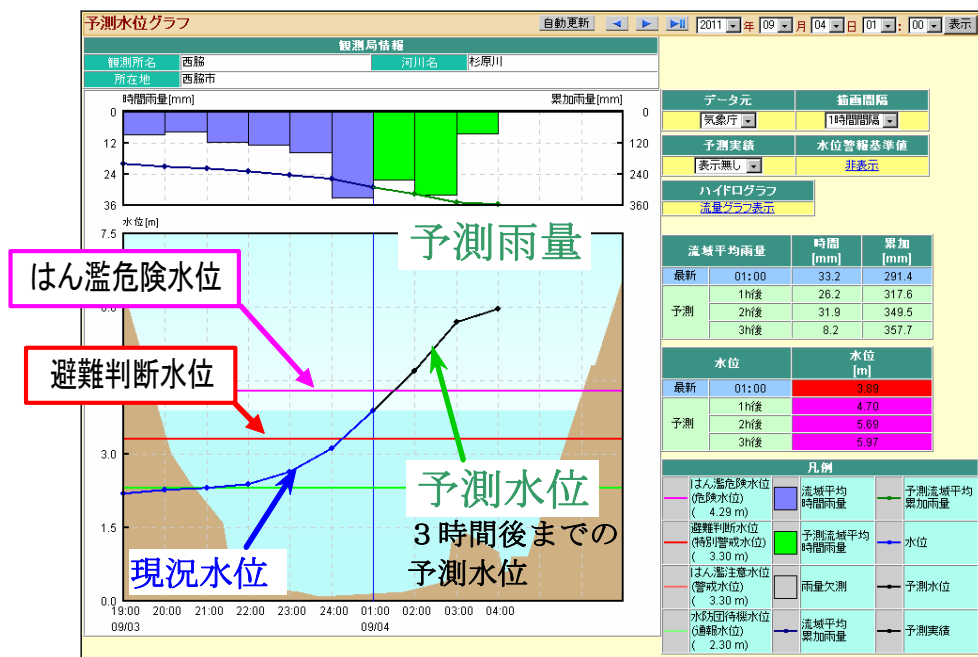 予測水位グラフ
自動更新
2011 年 09 月 04 日 01 : 00 表示
観測局情報
観測所名 西脇 河川名 杉原川
所在地 西脇市
時間雨量[mm] 累加雨量[mm]
0 0
12 120
24 240
36 360
水位[m]
7.5
6.0
3.0
1.5
0.0
19:00 20:00 21:00 22:00 23:00 24:00 01:00 02:00 03:00 04:00
09/03 09/04
予測雨量
はん濫危険水位
避難判断水位
予測水位
3時間後までの
予測水位
現況水位
データ元 描画間隔
気象庁 1時間間隔
予測実績 水位警報基準値
表示無し 非表示
ハイドログラフ
流量グラフ表示
流域平均雨量 時間 [mm] 累加 [mm]
最新 01:00 33.2 291.4
予測 1h後 26.2 317.6
2h後 31.9 349.5
3h後 8.2 357.7
水位 水位 [m]
最新 01:00 3.89
予測 1h後 4.70
2h後 5.69
3h後 5.97
凡例
はん濫危険水位
(危険水位)
( 4.29 m)
流域平均
時間雨量
予測流域平均
累加雨量
避難判断水位
(特別警戒水位)
( 3.30 m)
予測流域平均
時間雨量
水位
はん濫注意水位
(警戒水位)
( 3.30 m)
雨量欠測
予測水位
水防団待機水位
(通報水位)
( 2.30 m)
流域平均
累加雨量
予測実績